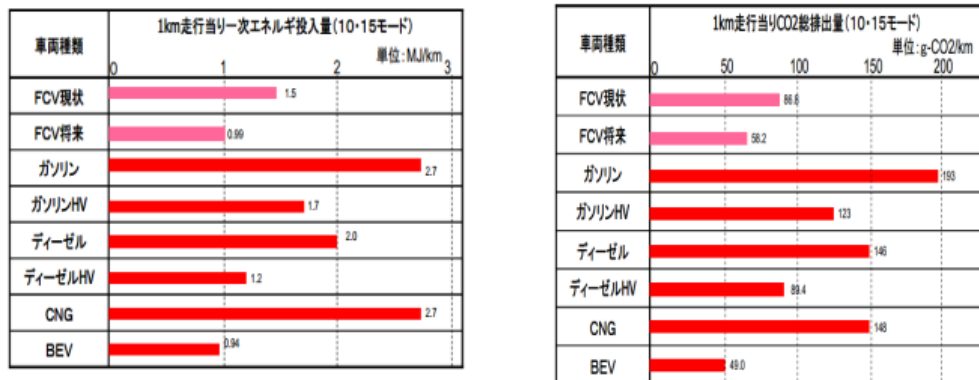 車両種類
1km走行当り一次エネルギ投入量(10・15モード)
単位:MJ/km
0 1 2 3
FCV現状 1.5
FCV将来 0.99
ガソリン 2.7
ガソリンHV 1.7
ディーゼル 2.0
ディーゼルHV 1.2
CNG 2.7
BEV 0.94
車両種類
1km走行当りCO2総排出量(10・15モード)
単位:g-CO2/km
0 50 100 150 200
FCV現状 86.8
FCV将来 58.2
ガソリン 193
ガソリンHV 123
ディーゼル 146
ディーゼルHV 89.4
CNG 148
BEV 49.0